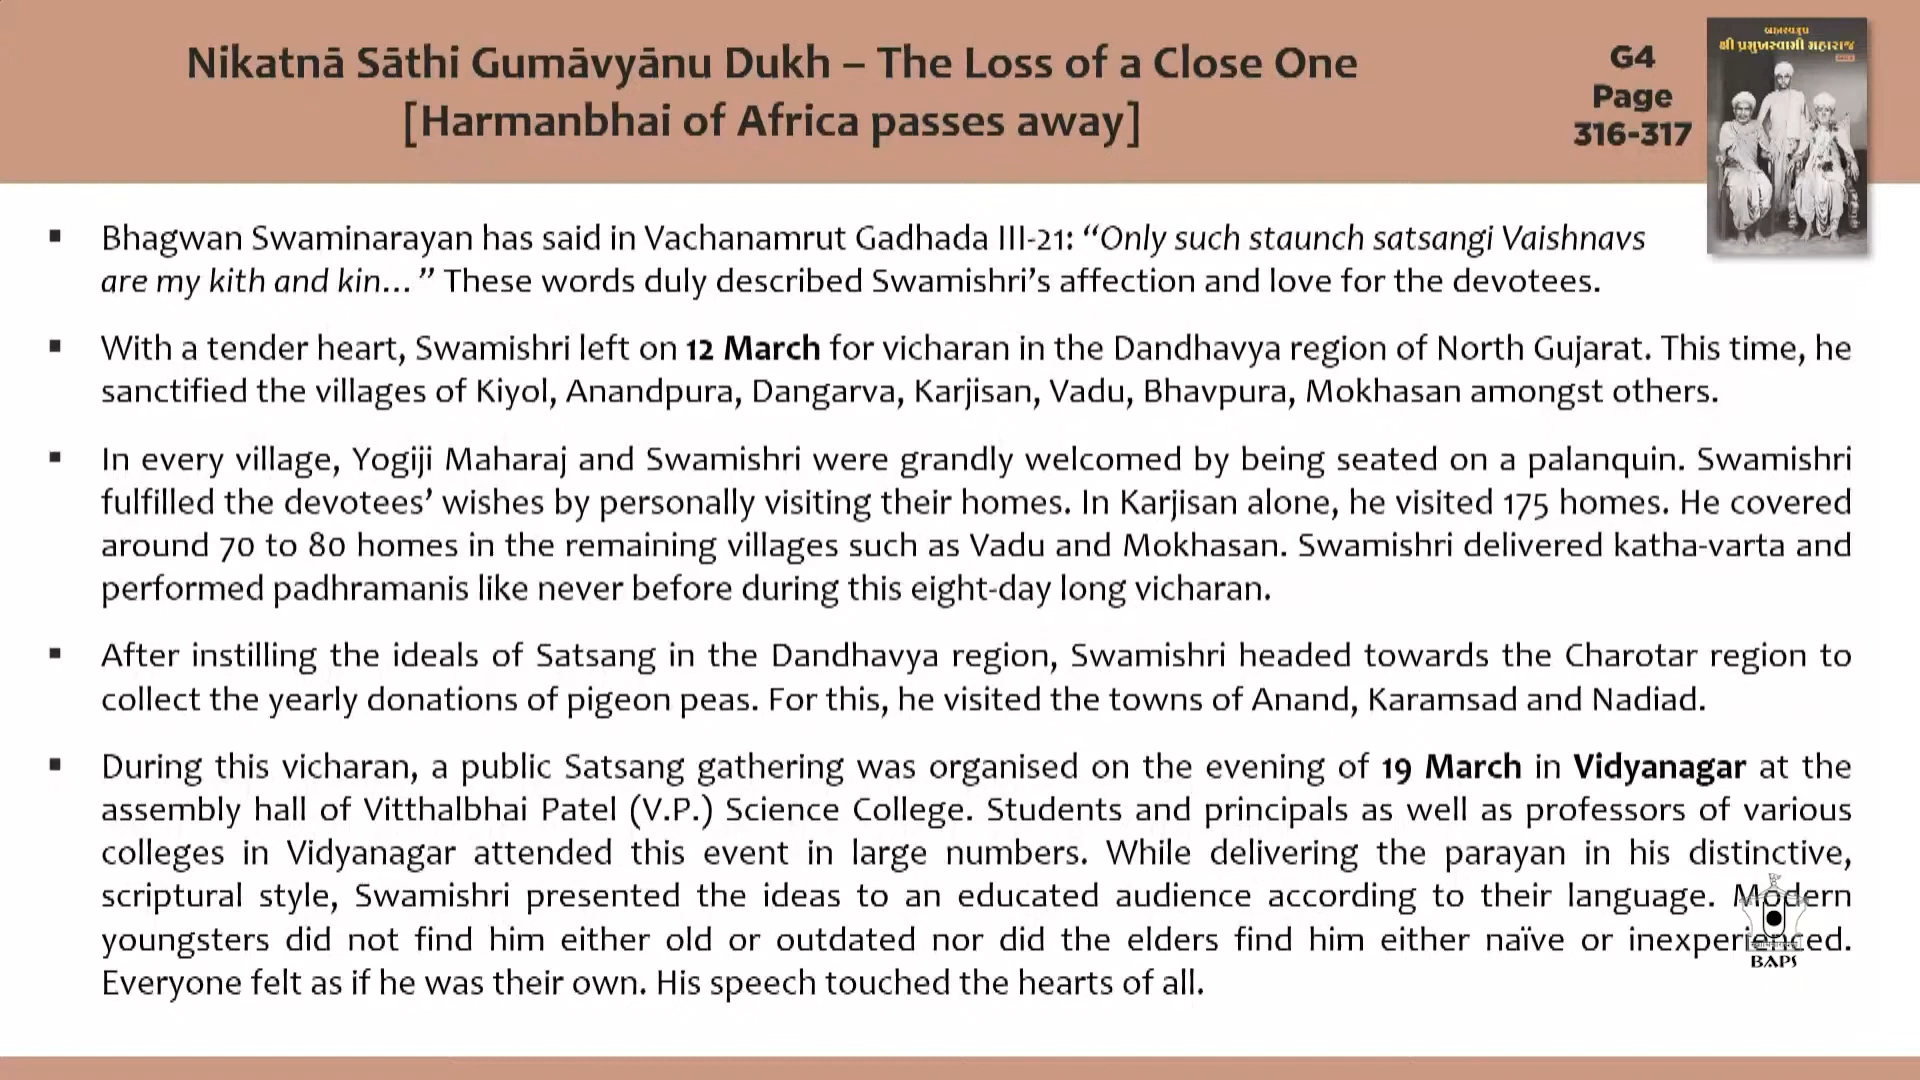 Nikatnā Sāthi Gumāvyānu Dukh – The Loss of a Close One
[Harmanbhai of Africa passes away]
G4
Page
316-317
બ્રહ્મસ્વરૂપ
શ્રી પ્રમુખસ્વામી મહારાજ
▪ Bhagwan Swaminarayan has said in Vachanamrut Gadhada III-21: “Only such staunch satsangi Vaishnavs
are my kith and kin…” These words duly described Swamishri’s affection and love for the devotees.
▪ With a tender heart, Swamishri left on 12 March for vicharan in the Dandhavya region of North Gujarat. This time, he
sanctified the villages of Kiyol, Anandpura, Dangarva, Karjisan, Vadu, Bhavpura, Mokhasan amongst others.
▪ In every village, Yogiji Maharaj and Swamishri were grandly welcomed by being seated on a palanquin. Swamishri
fulfilled the devotees’ wishes by personally visiting their homes. In Karjisan alone, he visited 175 homes. He covered
around 70 to 80 homes in the remaining villages such as Vadu and Mokhasan. Swamishri delivered katha-varta and
performed padhramanis like never before during this eight-day long vicharan.
▪ After instilling the ideals of Satsang in the Dandhavya region, Swamishri headed towards the Charotar region to
collect the yearly donations of pigeon peas. For this, he visited the towns of Anand, Karamsad and Nadiad.
▪ During this vicharan, a public Satsang gathering was organised on the evening of 19 March in Vidyanagar at the
assembly hall of Vitthalbhai Patel (V.P.) Science College. Students and principals as well as professors of various
colleges in Vidyanagar attended this event in large numbers. While delivering the parayan in his distinctive,
scriptural style, Swamishri presented the ideas to an educated audience according to their language. Modern
youngsters did not find him either old or outdated nor did the elders find him either naïve or inexperienced.
Everyone felt as if he was their own. His speech touched the hearts of all.
BAPS